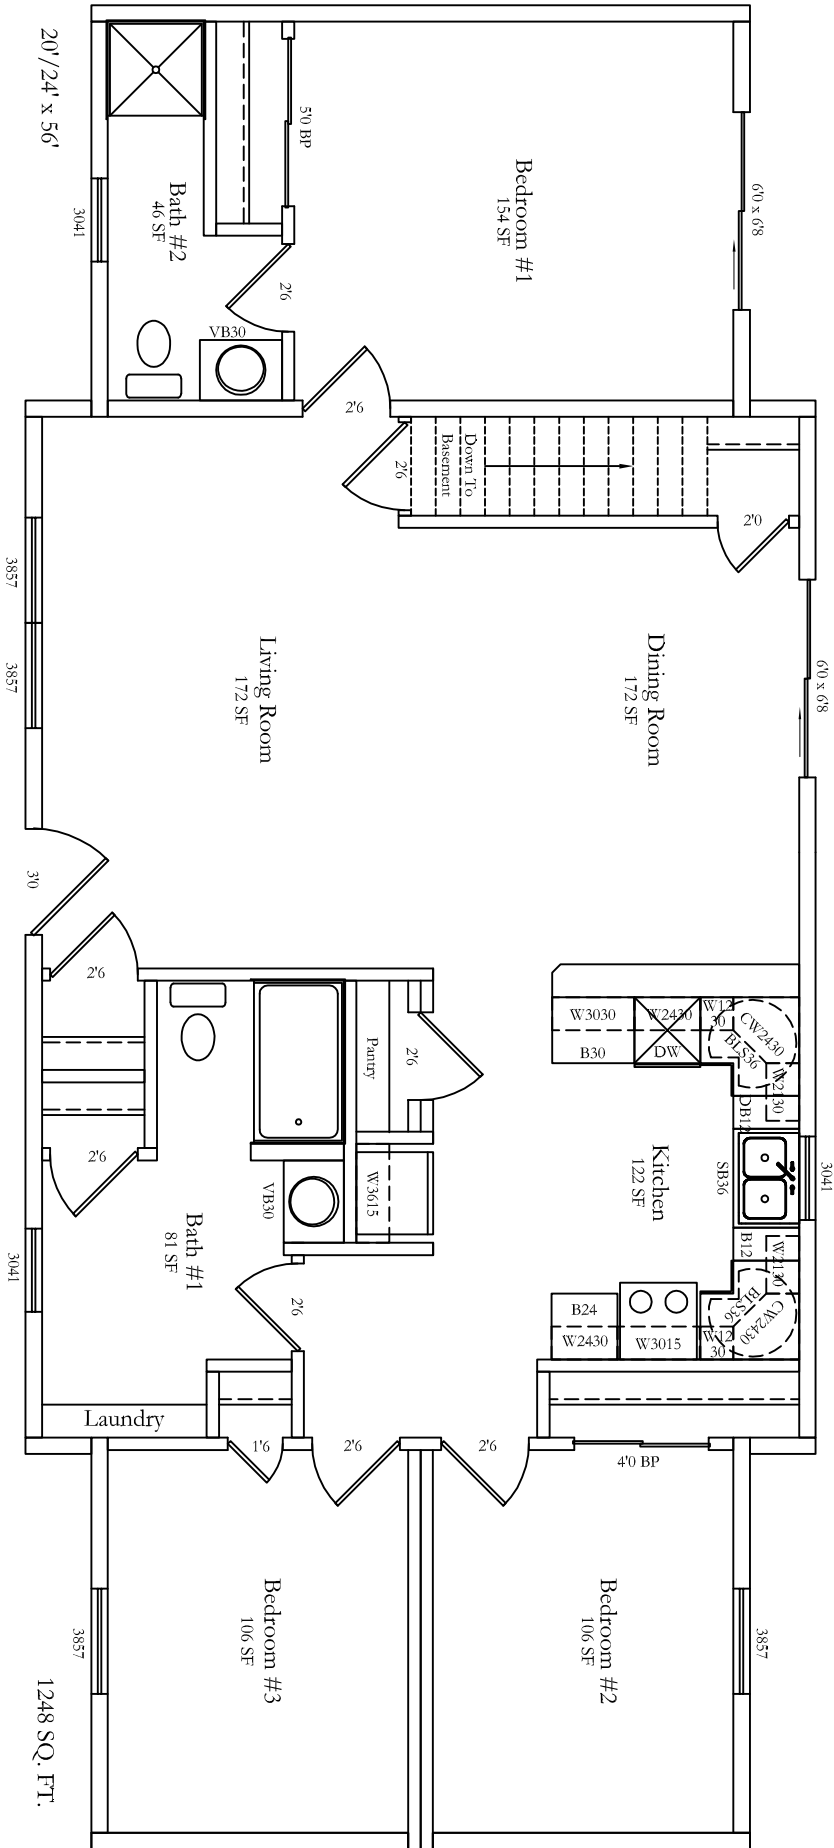 20'/24' x 56'
3041
Bath #2
46 SF
VB30
2'6
5'0 BP
Bedroom #1
154 SF
6'0 x 6'8
2'6
2'6
Down To
Basement
2'0
3857
3857
Living Room
172 SF
Dining Room
172 SF
6'0 x 6'8
3'0
2'6
2'6
Pantry
2'6
W3615
VB30
Bath #1
81 SF
2'6
3041
Laundry
W3030
B30
W2430
DW
W12
30
CW2430
BLS36
W2130
DB12
SB36
3041
Kitchen
122 SF
B12
W2130
BLS36
CW2430
B24
W2430
W3015
W12
30
1'6
2'6
2'6
4'0 BP
Bedroom #3
106 SF
3857
Bedroom #2
106 SF
3857
1248 SQ. FT.